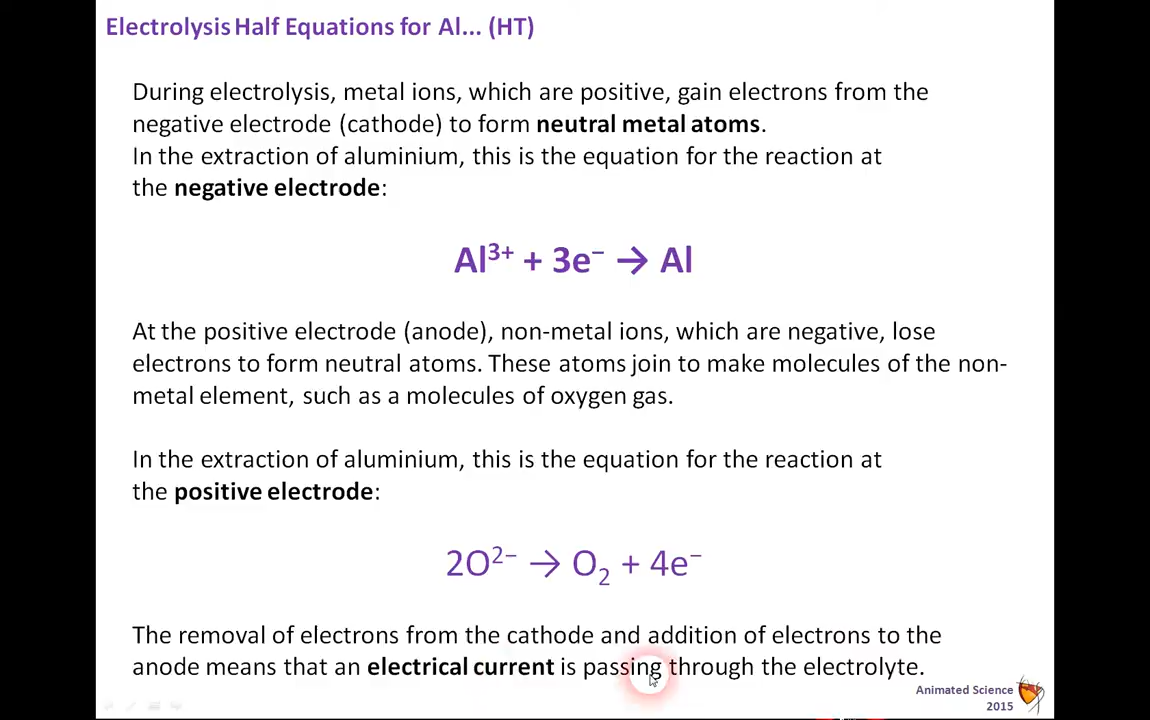 Electrolysis Half Equations for Al... (HT)
During electrolysis, metal ions, which are positive, gain electrons from the
negative electrode (cathode) to form neutral metal atoms.
In the extraction of aluminium, this is the equation for the reaction at
the negative electrode:
Al³⁺ + 3e⁻ → Al
At the positive electrode (anode), non-metal ions, which are negative, lose
electrons to form neutral atoms. These atoms join to make molecules of the non-
metal element, such as a molecules of oxygen gas.
In the extraction of aluminium, this is the equation for the reaction at
the positive electrode:
2O²⁻ → O₂ + 4e⁻
The removal of electrons from the cathode and addition of electrons to the
anode means that an electrical current is passing through the electrolyte.
Animated Science
2015